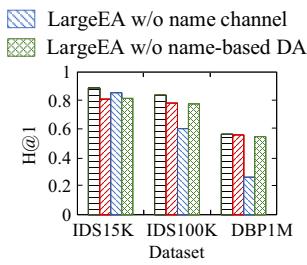 LargeEA w/o name channel
LargeEA w/o name-based DA
1
0.8
0.6
0.4
0.2
0
H@1
IDS15K IDS100K DBP1M
Dataset